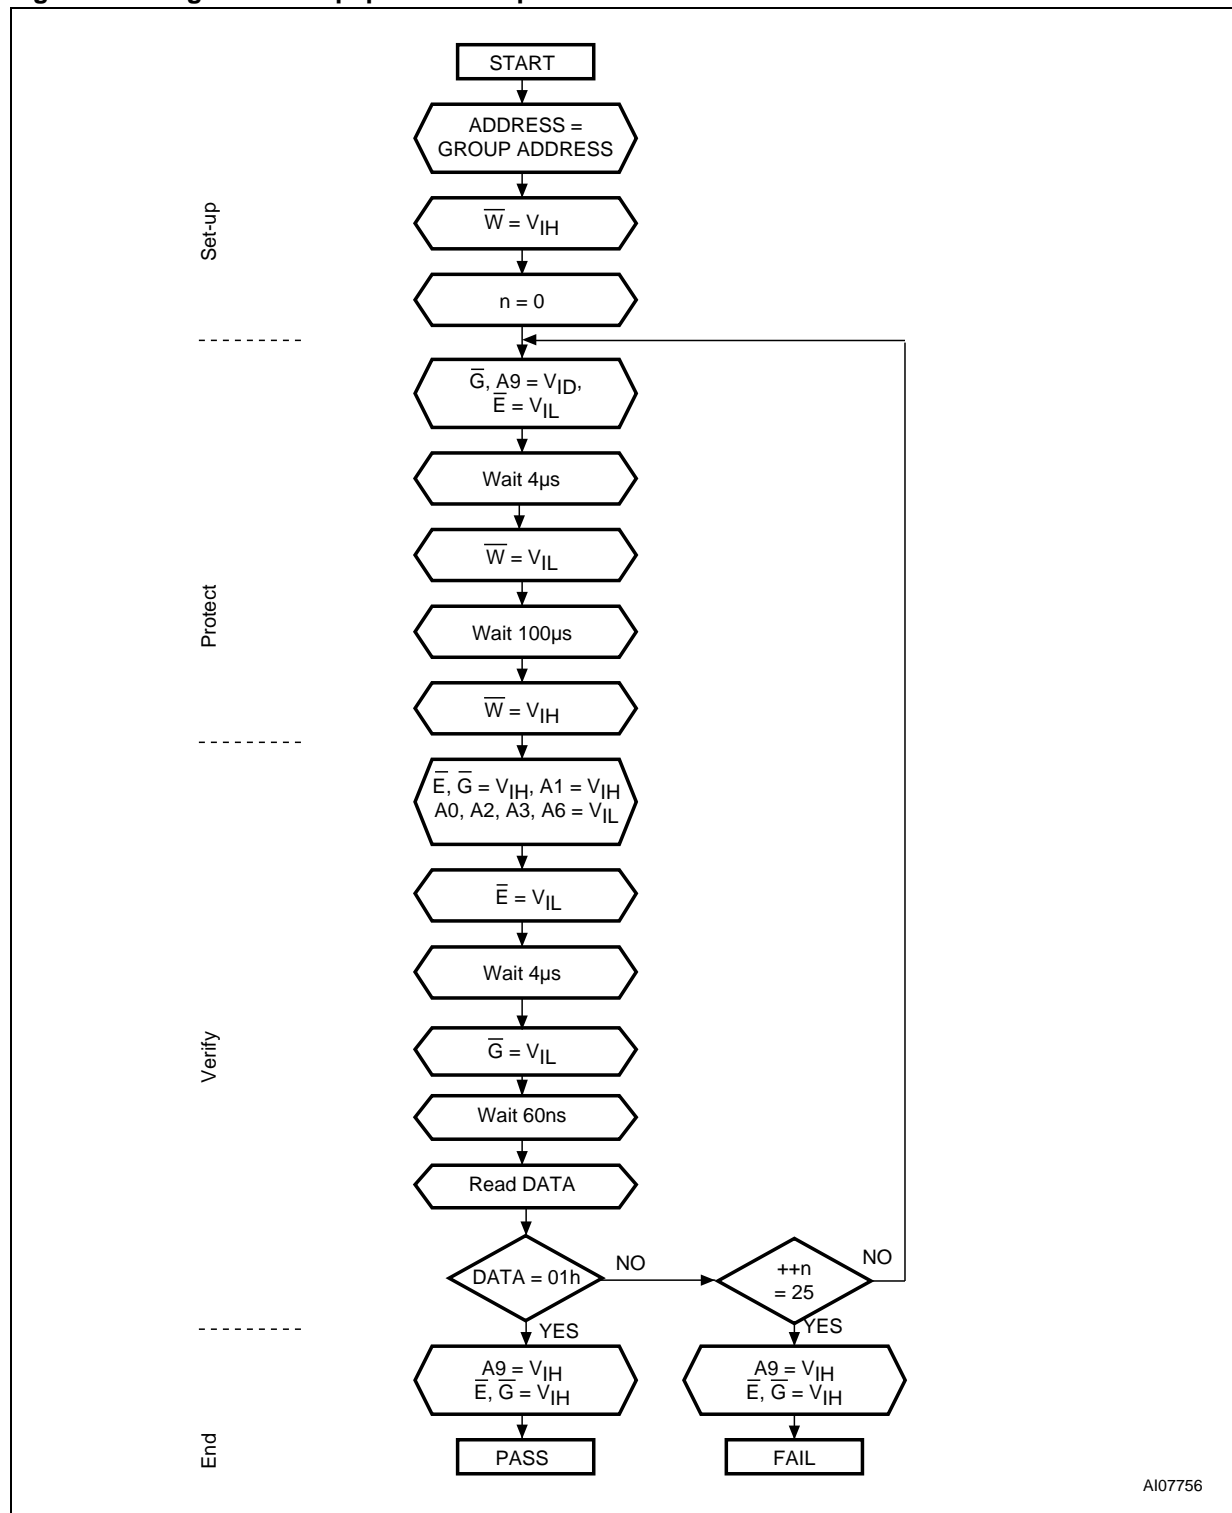 START
ADDRESS =
GROUP ADDRESS
Set-up
W̅ = VIH
n = 0
G̅, A9 = VID,
E̅ = VIL
Wait 4µs
W̅ = VIL
Protect
Wait 100µs
W̅ = VIH
E̅, G̅ = VIH, A1 = VIH
A0, A2, A3, A6 = VIL
E̅ = VIL
Wait 4µs
Verify
G̅ = VIL
Wait 60ns
Read DATA
DATA = 01h
NO
++n
= 25
NO
YES
YES
A9 = VIH
E̅, G̅ = VIH
A9 = VIH
E̅, G̅ = VIH
End
PASS
FAIL
AI07756